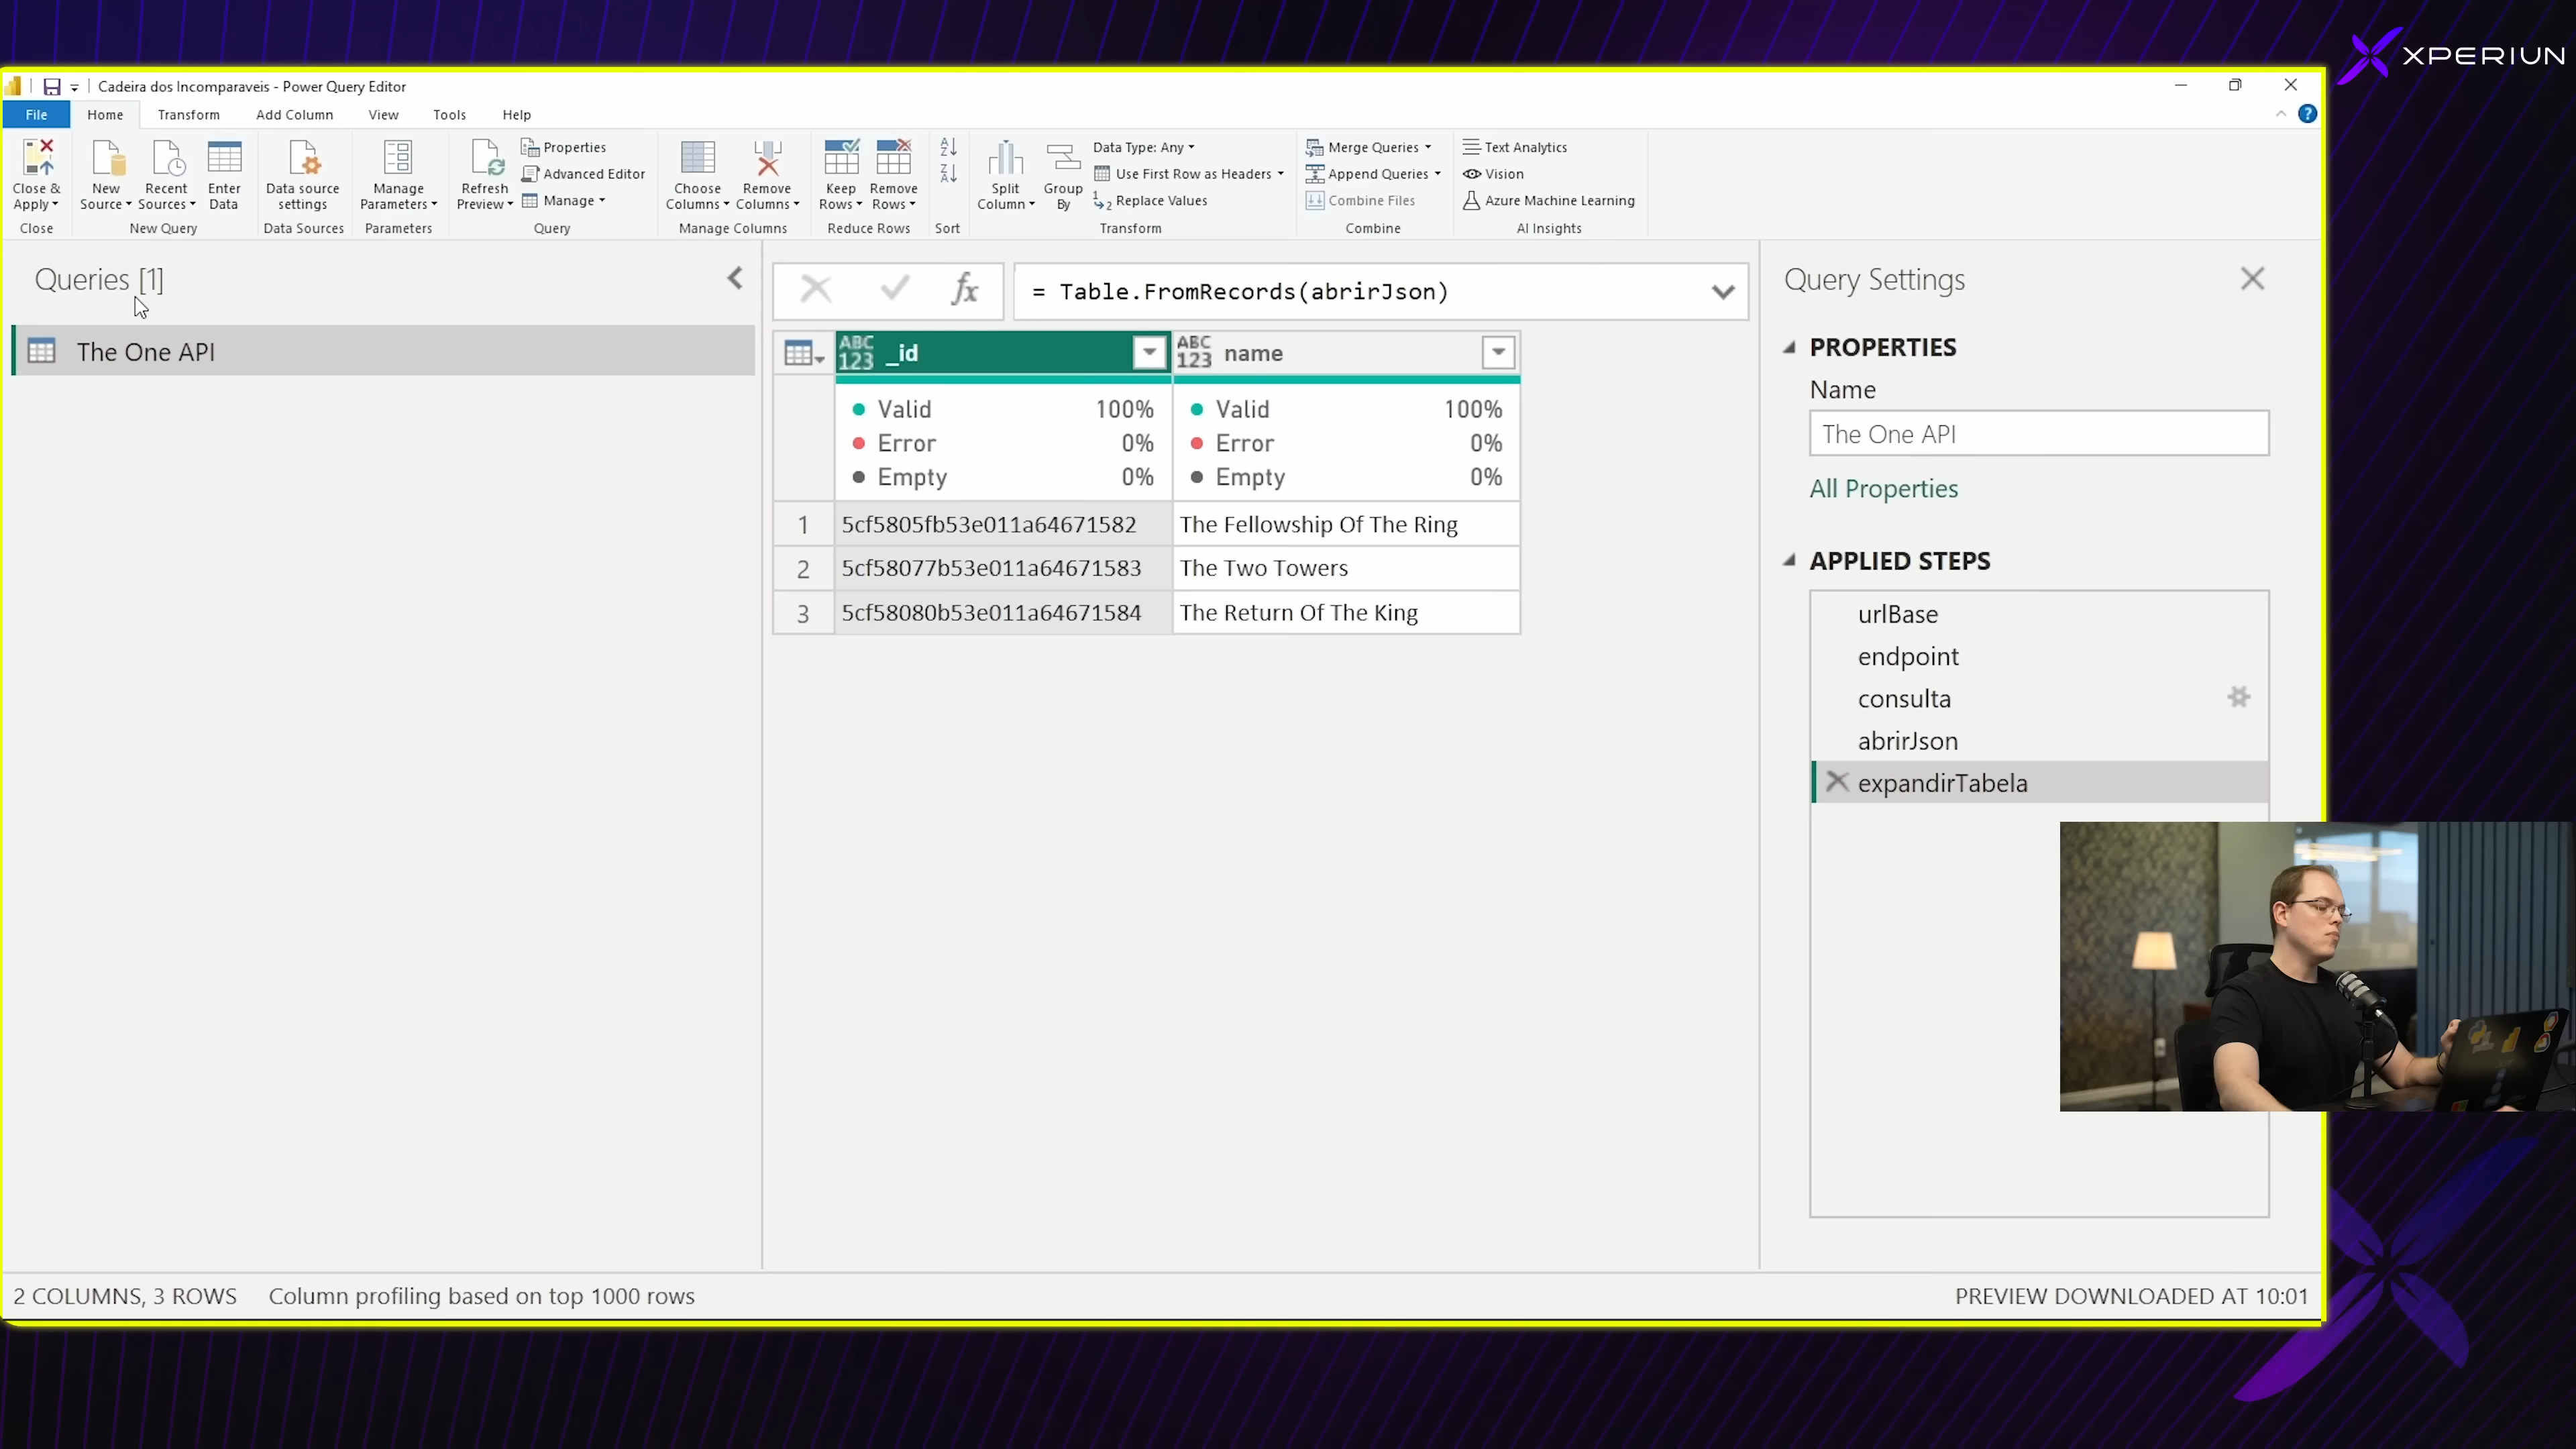 XPERIUN
Cadeira dos Incomparaveis - Power Query Editor
File Home Transform Add Column View Tools Help
Close & Apply
Close
New Source
Recent Sources
Enter Data
New Query
Data source settings
Data Sources
Manage Parameters
Parameters
Refresh Preview
Properties
Advanced Editor
Manage
Query
Choose Columns
Remove Columns
Manage Columns
Keep Rows
Remove Rows
Reduce Rows
A Z
Z A
Sort
Split Column
Group By
Data Type: Any
Use First Row as Headers
1 2 Replace Values
Transform
Merge Queries
Append Queries
Combine Files
Combine
Text Analytics
Vision
Azure Machine Learning
AI Insights
?
Queries [1]
The One API
fx = Table.FromRecords(abrirJson)
ABC 123 _id ABC 123 name
Valid 100% Valid 100%
Error 0% Error 0%
Empty 0% Empty 0%
1 5cf5805fb53e011a64671582 The Fellowship Of The Ring
2 5cf58077b53e011a64671583 The Two Towers
3 5cf58080b53e011a64671584 The Return Of The King
Query Settings
PROPERTIES
Name
The One API
All Properties
APPLIED STEPS
urlBase
endpoint
consulta
abrirJson
expandirTabela
2 COLUMNS, 3 ROWS Column profiling based on top 1000 rows PREVIEW DOWNLOADED AT 10:01